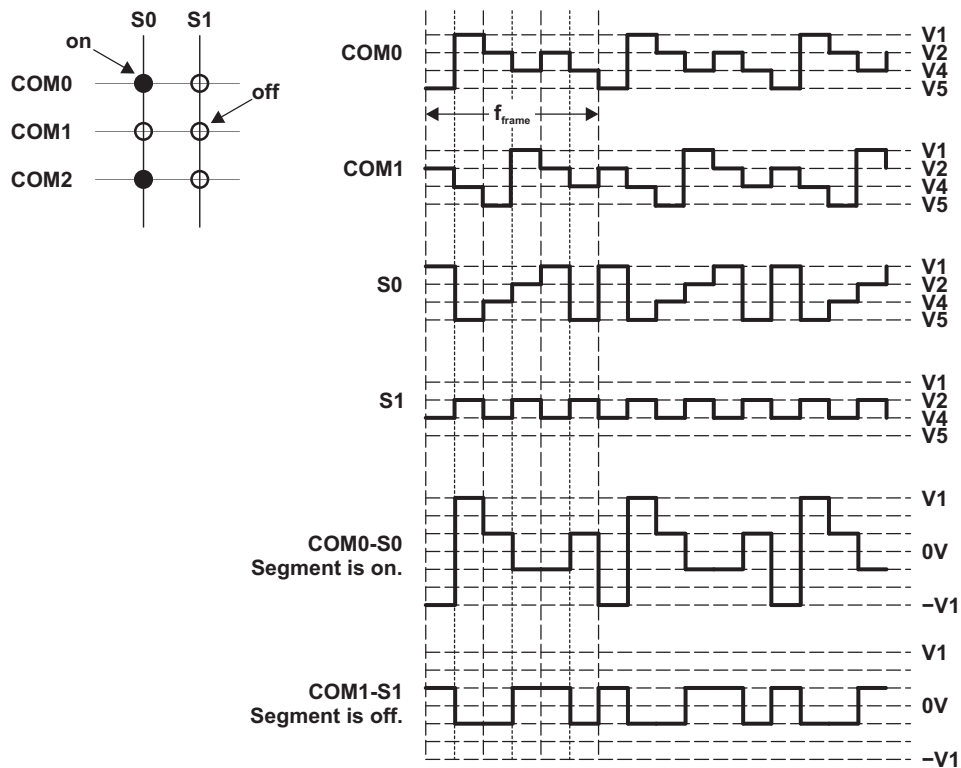 S0 S1
on
COM0
off
COM1
COM2
COM0
V1
V2
V4
V5
fframe
COM1
V1
V2
V4
V5
S0
V1
V2
V4
V5
S1
V1
V2
V4
V5
COM0-S0
Segment is on.
V1
0V
−V1
COM1-S1
Segment is off.
V1
0V
−V1